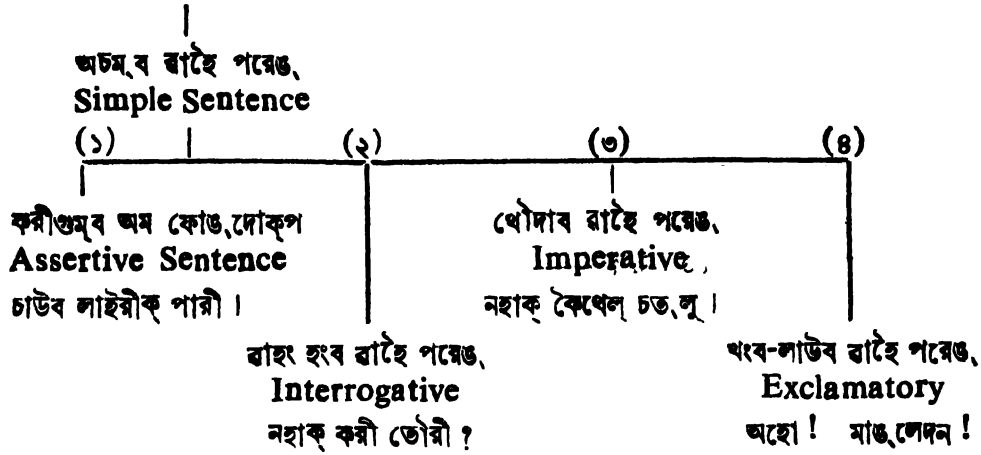 অচম্ব ৱাহৈ পরেঙ্
Simple Sentence
(১) (২) (৩) (৪)
করীগুম্ব অম ফোঙ্দোক্প
Assertive Sentence
চাউব লাইরীক্ পারী ।
থৌদাব ৱাহৈ পরেঙ্
Imperative
নহাক্ কৈথেল্ চত্লু ।
ৱাহং হংব ৱাহৈ পরেঙ্
Interrogative
নহাক্ করী তৌরী ?
থংব-লাউব ৱাহৈ পরেঙ্
Exclamatory
অহো ! মাঙ্লেদন !